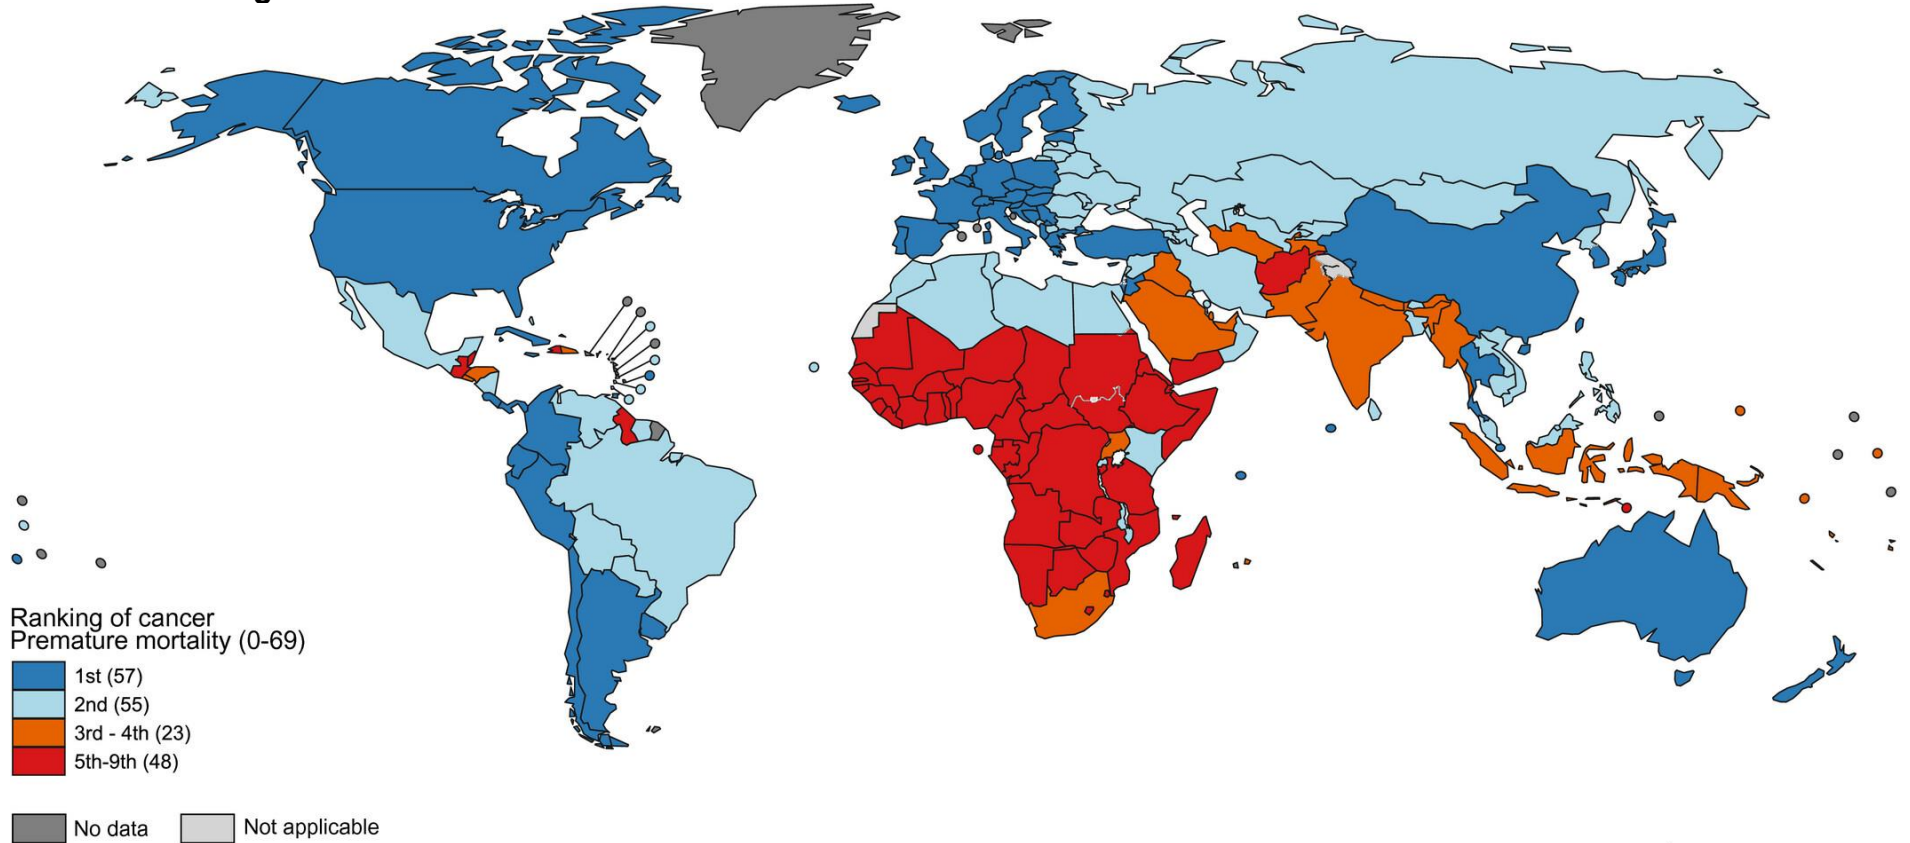 Ranking of cancer
Premature mortality (0-69)
1st (57)
2nd (55)
3rd - 4th (23)
5th-9th (48)
No data
Not applicable